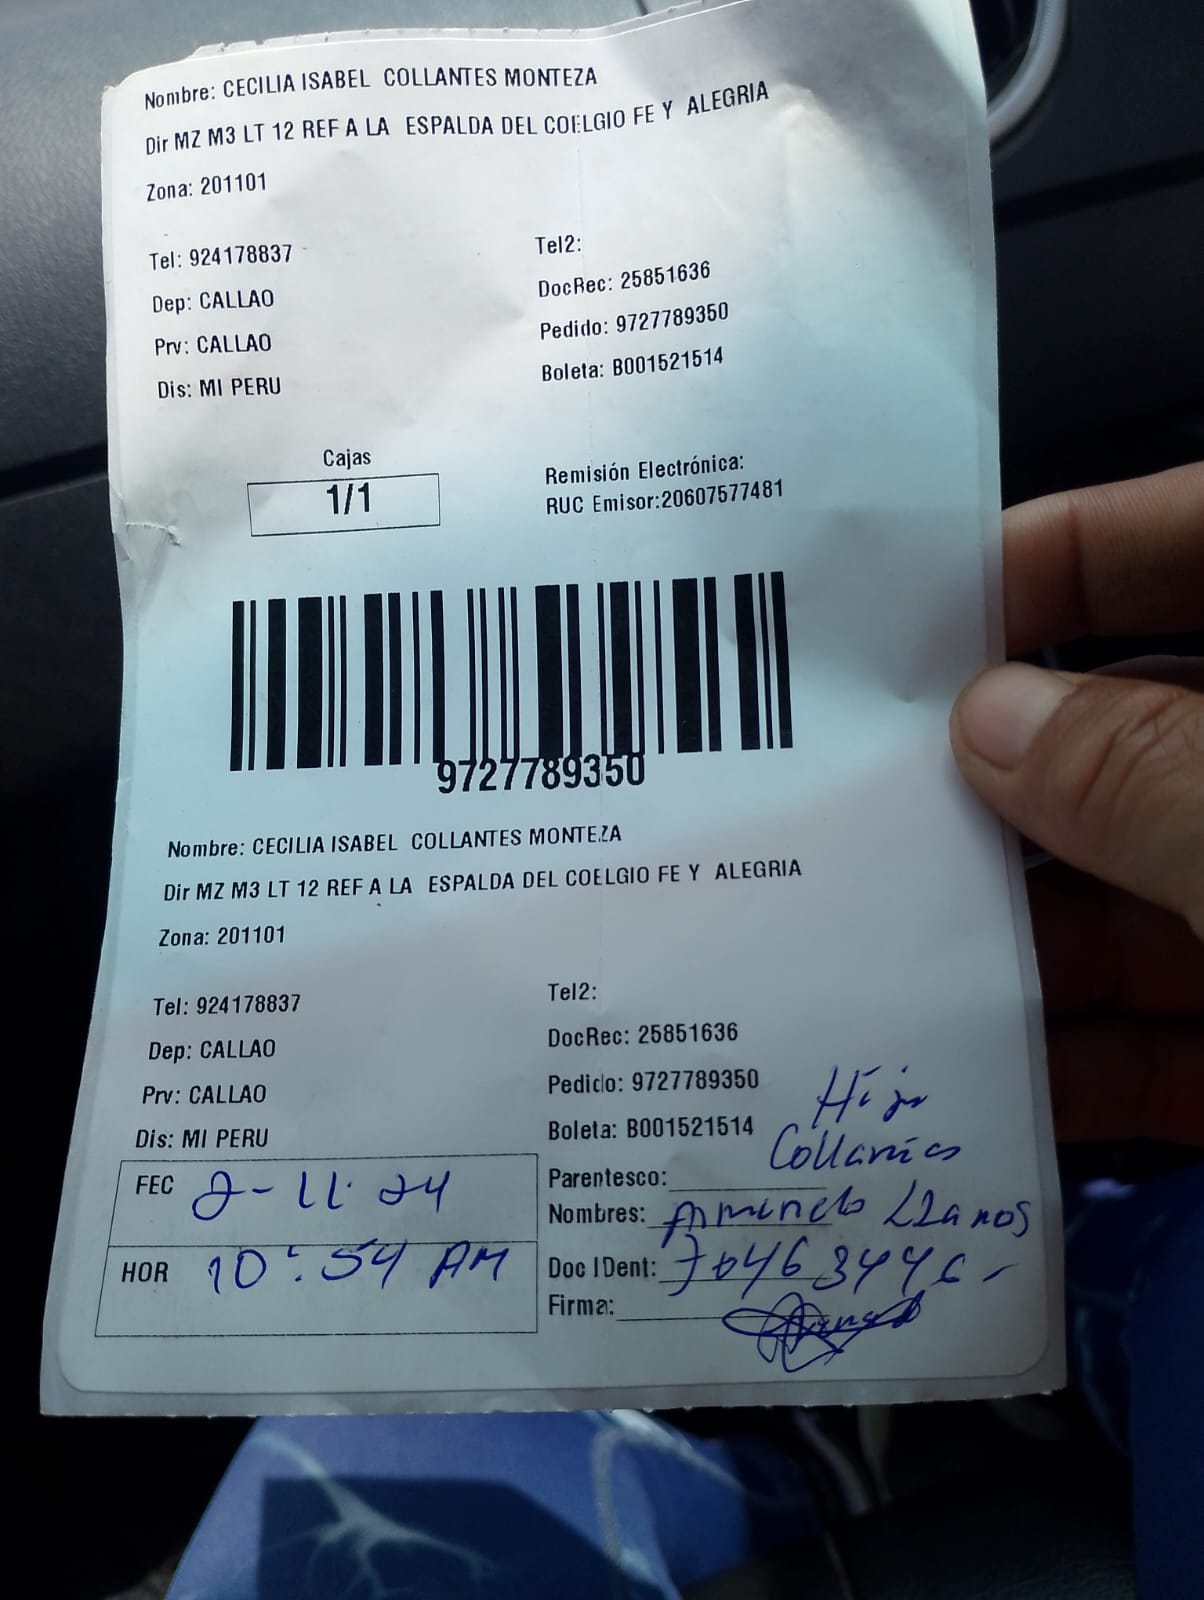 Nombre: CECILIA ISABEL COLLANTES MONTEZA
Dir MZ M3 LT 12 REF A LA ESPALDA DEL COELGIO FE Y ALEGRIA
Zona: 201101
Tel: 924178837
Tel2:
Dep: CALLAO
DocRec: 25851636
Prv: CALLAO
Pedido: 9727789350
Dis: MI PERU
Boleta: B001521514
Cajas
1/1
Remisión Electrónica:
RUC Emisor:20607577481
9727789350
Nombre: CECILIA ISABEL COLLANTES MONTEZA
Dir MZ M3 LT 12 REF A LA ESPALDA DEL COELGIO FE Y ALEGRIA
Zona: 201101
Tel: 924178837
Tel2:
Dep: CALLAO
DocRec: 25851636
Prv: CALLAO
Pedido: 9727789350
Dis: MI PERU
Boleta: B001521514
Hijo
FEC 2-11-24
Parentesco:
Nombres: Llanos
HOR 10:54 AM
Doc IDent: 70463446
Firma: